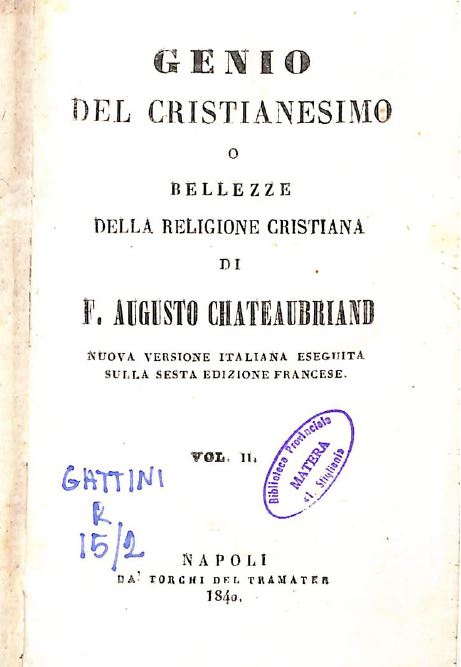 GENIO
DEL CRISTIANESIMO
O
BELLEZZE
DELLA RELIGIONE CRISTIANA
DI
F. AUGUSTO CHATEAUBRIAND
NUOVA VERSIONE ITALIANA ESEGUITA
SULLA SESTA EDIZIONE FRANCESE.
VOL. II.
Biblioteca Provinciale
MATERA
Stigliani
GATTINI
R
15/2
NAPOLI
DA' TORCHI DEL TRAMATER
1840.